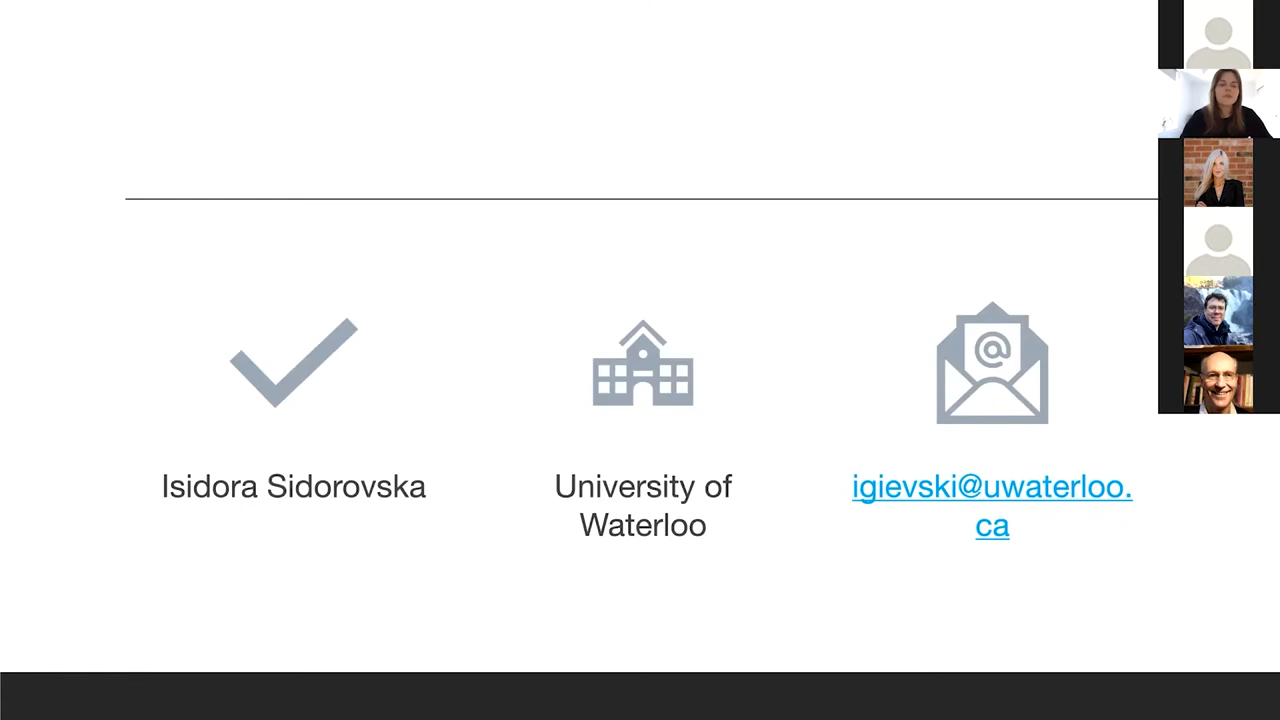 Isidora Sidorovska
University of
Waterloo
igievski@uwaterloo.
ca